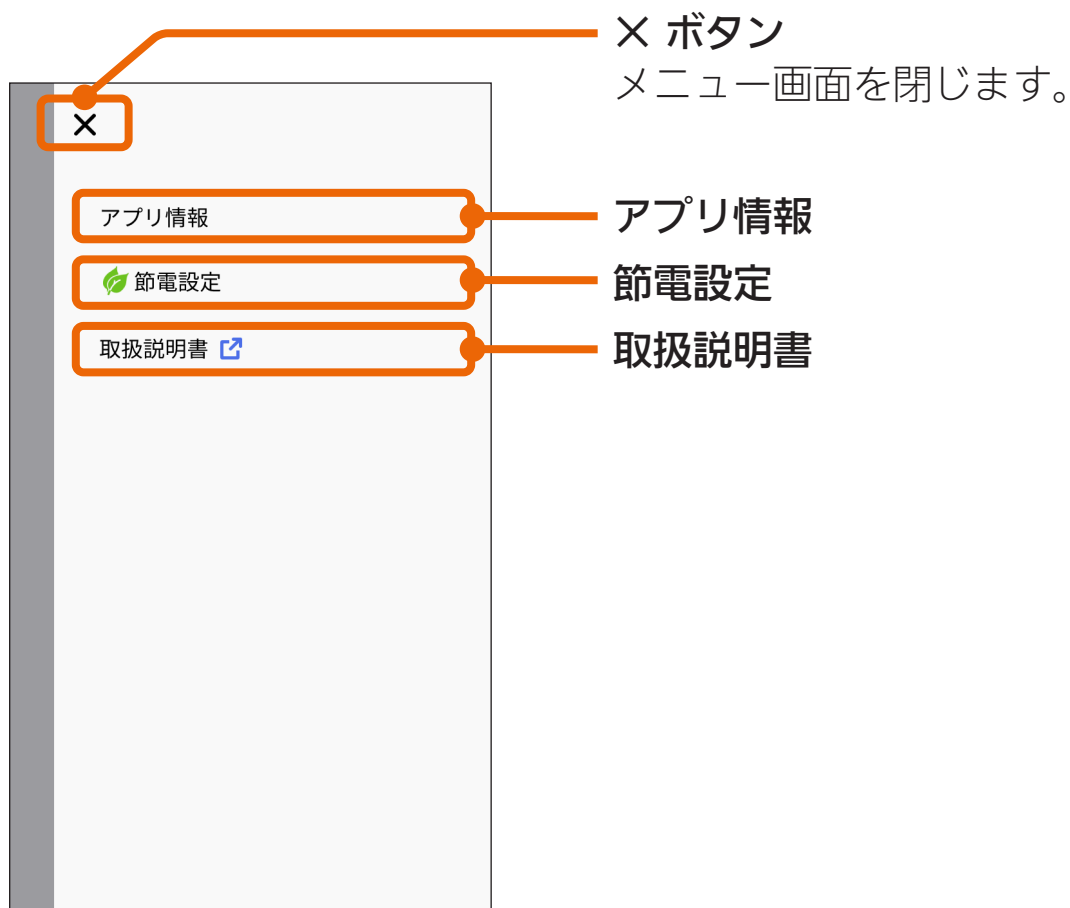 × ボタン
メニュー画面を閉じます。
×
アプリ情報
アプリ情報
節電設定
節電設定
取扱説明書
取扱説明書